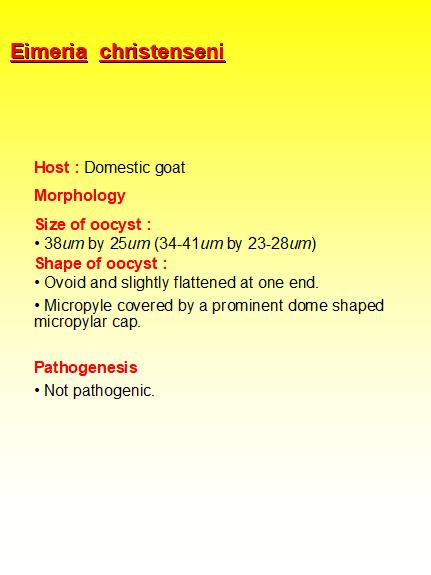 Eimeria christenseni
Host : Domestic goat
Morphology
Size of oocyst :
• 38um by 25um (34-41um by 23-28um)
Shape of oocyst :
• Ovoid and slightly flattened at one end.
• Micropyle covered by a prominent dome shaped
micropylar cap.
Pathogenesis
• Not pathogenic.